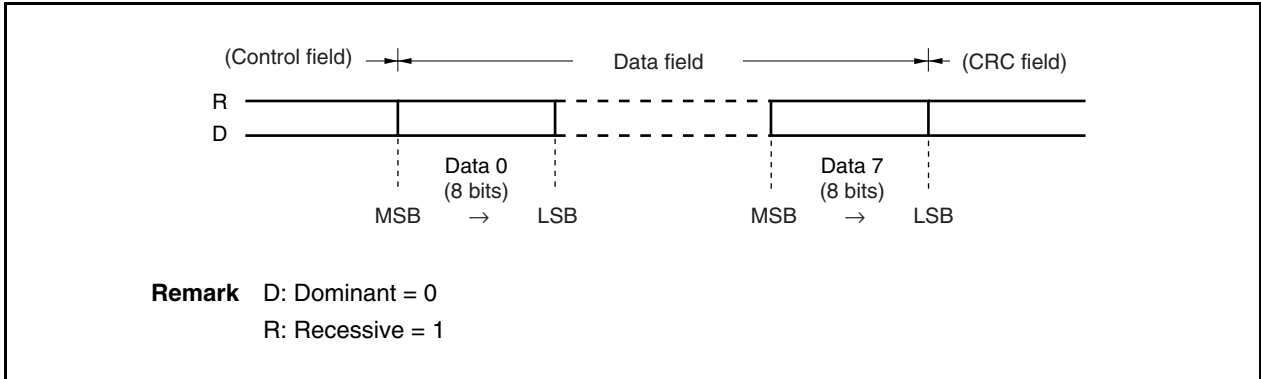 (Control field) Data field (CRC field)
R
D
Data 0 Data 7
(8 bits) (8 bits)
MSB → LSB MSB → LSB
Remark D: Dominant = 0
R: Recessive = 1